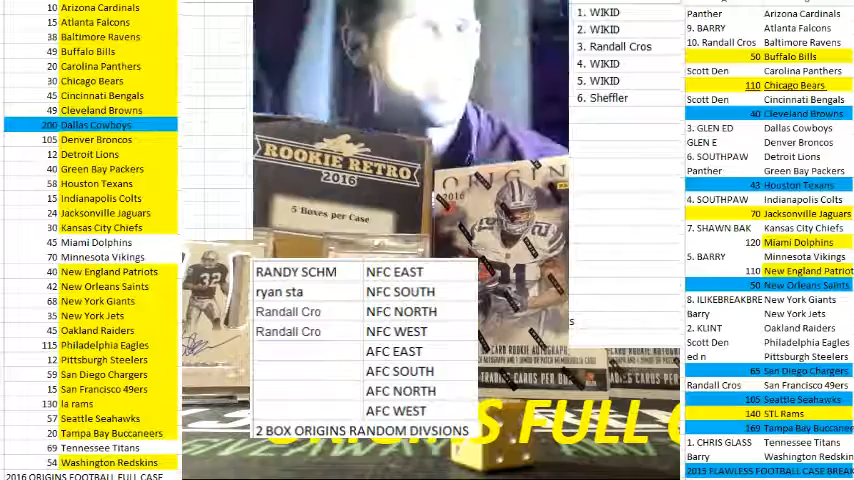 10 Arizona Cardinals
15 Atlanta Falcons
38 Baltimore Ravens
49 Buffalo Bills
20 Carolina Panthers
30 Chicago Bears
45 Cincinnati Bengals
49 Cleveland Browns
200 Dallas Cowboys
105 Denver Broncos
12 Detroit Lions
40 Green Bay Packers
58 Houston Texans
15 Indianapolis Colts
24 Jacksonville Jaguars
30 Kansas City Chiefs
45 Miami Dolphins
70 Minnesota Vikings
40 New England Patriots
42 New Orleans Saints
68 New York Giants
35 New York Jets
45 Oakland Raiders
115 Philadelphia Eagles
12 Pittsburgh Steelers
59 San Diego Chargers
15 San Francisco 49ers
130 la rams
57 Seattle Seahawks
20 Tampa Bay Buccaneers
69 Tennessee Titans
54 Washington Redskins
2016 ORIGINS FOOTBALL FULL CASE
ROOKIE RETRO
2016
5 Boxes per Case
ORIGIN
2016
21
32
RANDY SCHM NFC EAST
ryan sta NFC SOUTH
Randall Cro NFC NORTH
Randall Cro NFC WEST
AFC EAST
AFC SOUTH
AFC NORTH
AFC WEST
2 BOX ORIGINS RANDOM DIVSIONS
ORIGINS FULL C
GIVEAWAY
1. WIKID
2. WIKID
3. Randall Cros
4. WIKID
5. WIKID
6. Sheffler
Panther Arizona Cardinals
9. BARRY Atlanta Falcons
10. Randall Cros Baltimore Ravens
50 Buffalo Bills
Scott Den Carolina Panthers
110 Chicago Bears
Scott Den Cincinnati Bengals
40 Cleveland Browns
3. GLEN ED Dallas Cowboys
GLEN E Denver Broncos
6. SOUTHPAW Detroit Lions
Panther Green Bay Packers
43 Houston Texans
4. SOUTHPAW Indianapolis Colts
70 Jacksonville Jaguars
7. SHAWN BAK Kansas City Chiefs
120 Miami Dolphins
5. BARRY Minnesota Vikings
110 New England Patriot
50 New Orleans Saints
8. ILIKEBREAKBRE New York Giants
Barry New York Jets
2. KLINT Oakland Raiders
Scott Den Philadelphia Eagles
ed n Pittsburgh Steelers
65 San Diego Chargers
Randall Cros San Francisco 49ers
105 Seattle Seahawks
140 STL Rams
169 Tampa Bay Buccaneers
1. CHRIS GLASS Tennessee Titans
Barry Washington Redskins
2015 FLAWLESS FOOTBALL CASE BREAK